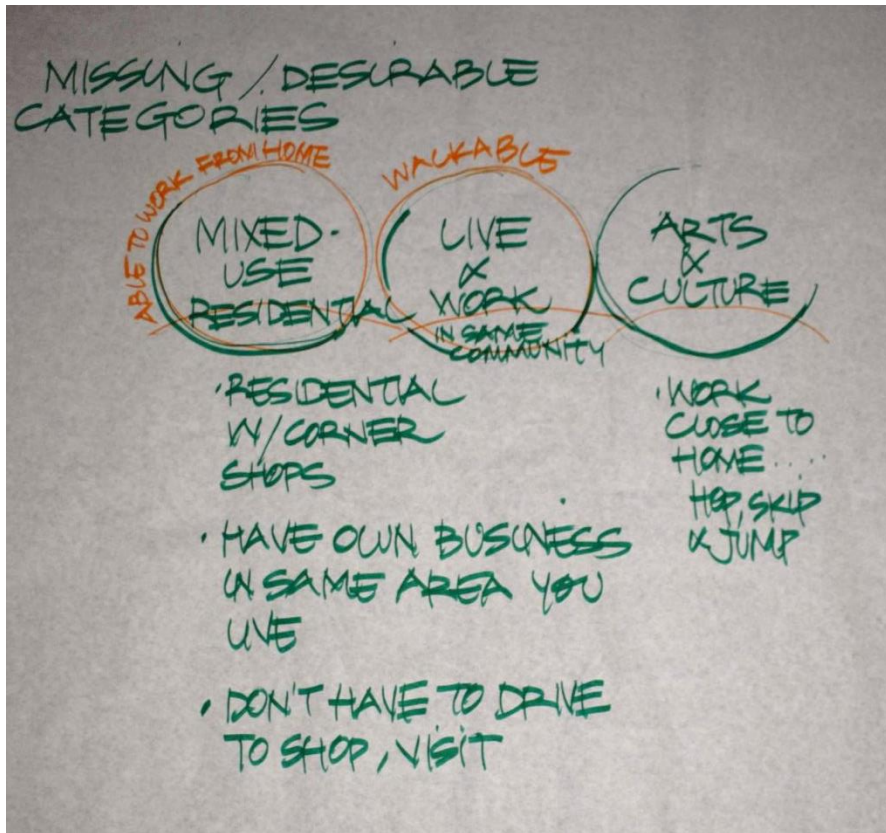 MISSING / DESIRABLE
CATEGORIES
ABLE TO WORK FROM HOME
MIXED-
USE
RESIDENTIAL
WALKABLE
LIVE
&
WORK
IN SAME
COMMUNITY
ARTS
&
CULTURE
· RESIDENTIAL
W/CORNER
SHOPS
· HAVE OWN BUSINESS
IN SAME AREA YOU
LIVE
· DON'T HAVE TO DRIVE
TO SHOP, VISIT
· WORK
CLOSE TO
HOME....
HOP, SKIP
& JUMP